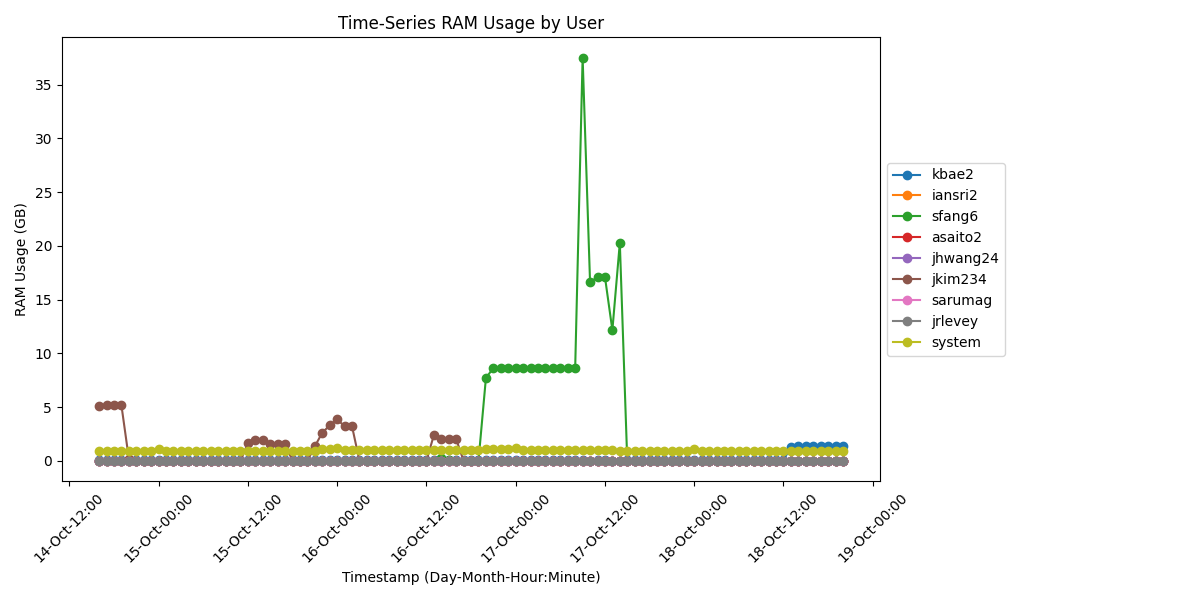 Time-Series RAM Usage by User
RAM Usage (GB)
35
30
25
20
15
10
5
0
14-Oct-12:00
15-Oct-00:00
15-Oct-12:00
16-Oct-00:00
16-Oct-12:00
17-Oct-00:00
17-Oct-12:00
18-Oct-00:00
18-Oct-12:00
19-Oct-00:00
Timestamp (Day-Month-Hour:Minute)
kbae2
iansri2
sfang6
asaito2
jhwang24
jkim234
sarumag
jrlevey
system